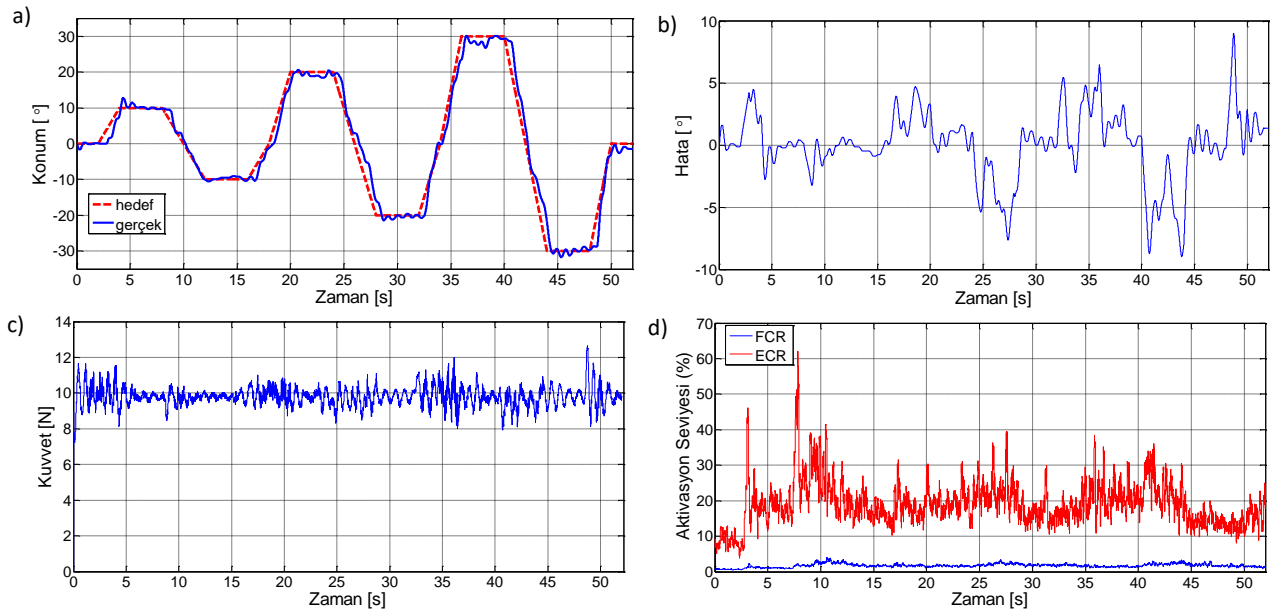 a)
Konum [ °]
30
20
10
0
-10
-20
-30
hedef
gerçek
0 5 10 15 20 25 30 35 40 45 50
Zaman [s]
b)
Hata [ °]
10
5
0
-5
-10
0 5 10 15 20 25 30 35 40 45 50
Zaman [s]
c)
Kuvvet [N]
14
12
10
8
6
4
2
0
0 5 10 15 20 25 30 35 40 45 50
Zaman [s]
d)
Aktivasyon Seviyesi (%)
70
60
50
40
30
20
10
0
FCR
ECR
0 5 10 15 20 25 30 35 40 45 50
Zaman [s]